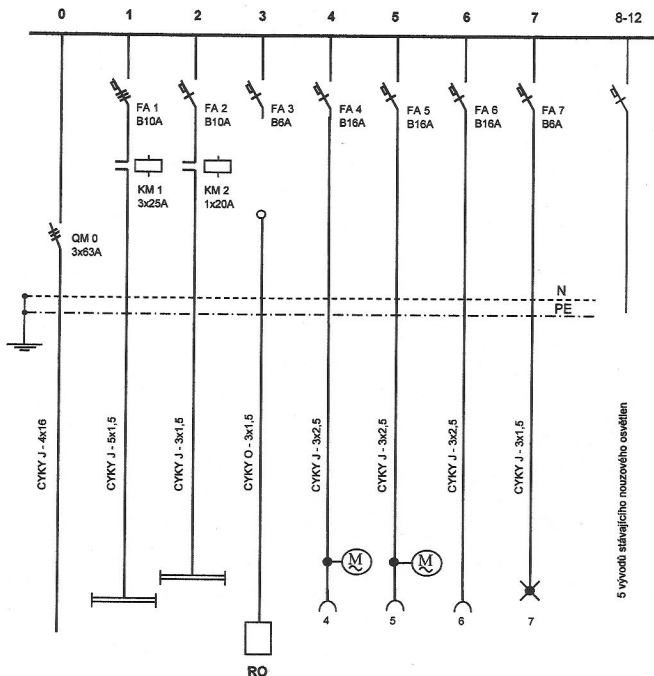 0 1 2 3 4 5 6 7 8-12
FA 1
B10A
FA 2
B10A
FA 3
B6A
FA 4
B16A
FA 5
B16A
FA 6
B16A
FA 7
B6A
KM 1
3x25A
KM 2
1x20A
QM 0
3x63A
N
PE
CYKY J - 4x16
CYKY J - 5x1,5
CYKY J - 3x1,5
CYKY O - 3x1,5
CYKY J - 3x2,5
CYKY J - 3x2,5
CYKY J - 3x2,5
CYKY J - 3x1,5
5 vývodů stávajícího nouzového osvětlen
M
M
4 5 6 7
RO